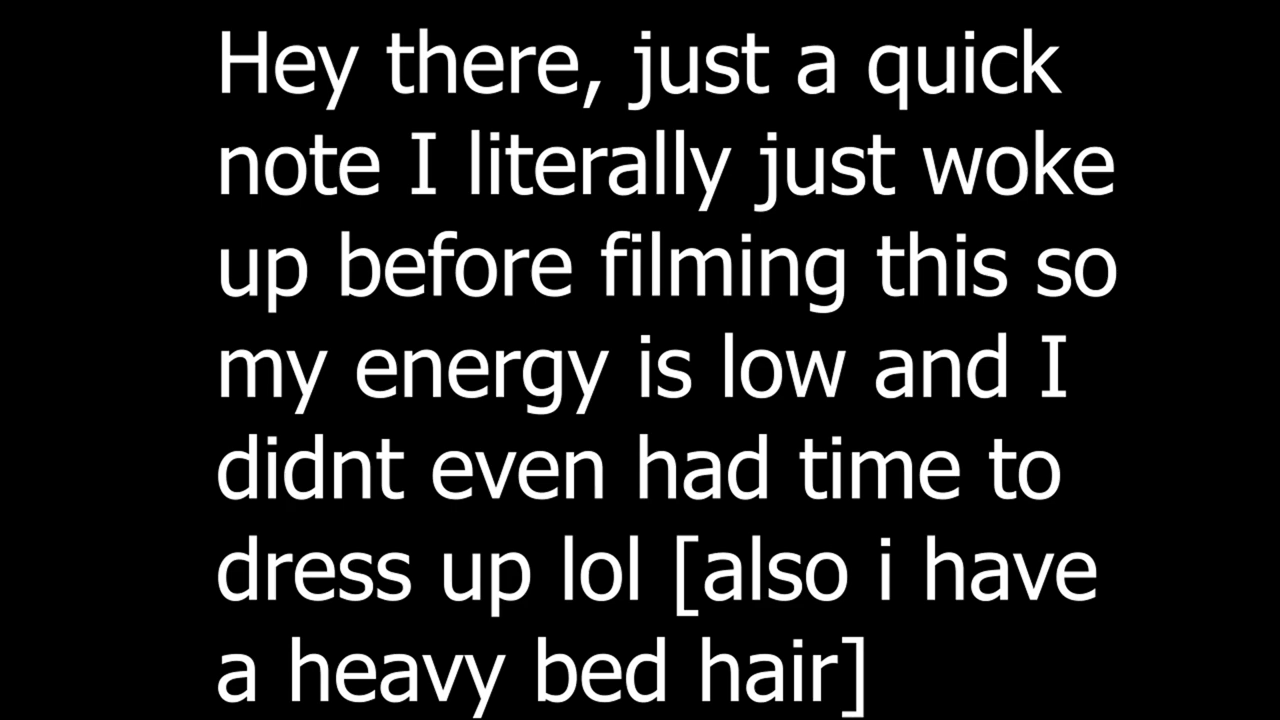 Hey there, just a quick
note I literally just woke
up before filming this so
my energy is low and I
didnt even had time to
dress up lol [also i have
a heavy bed hair]